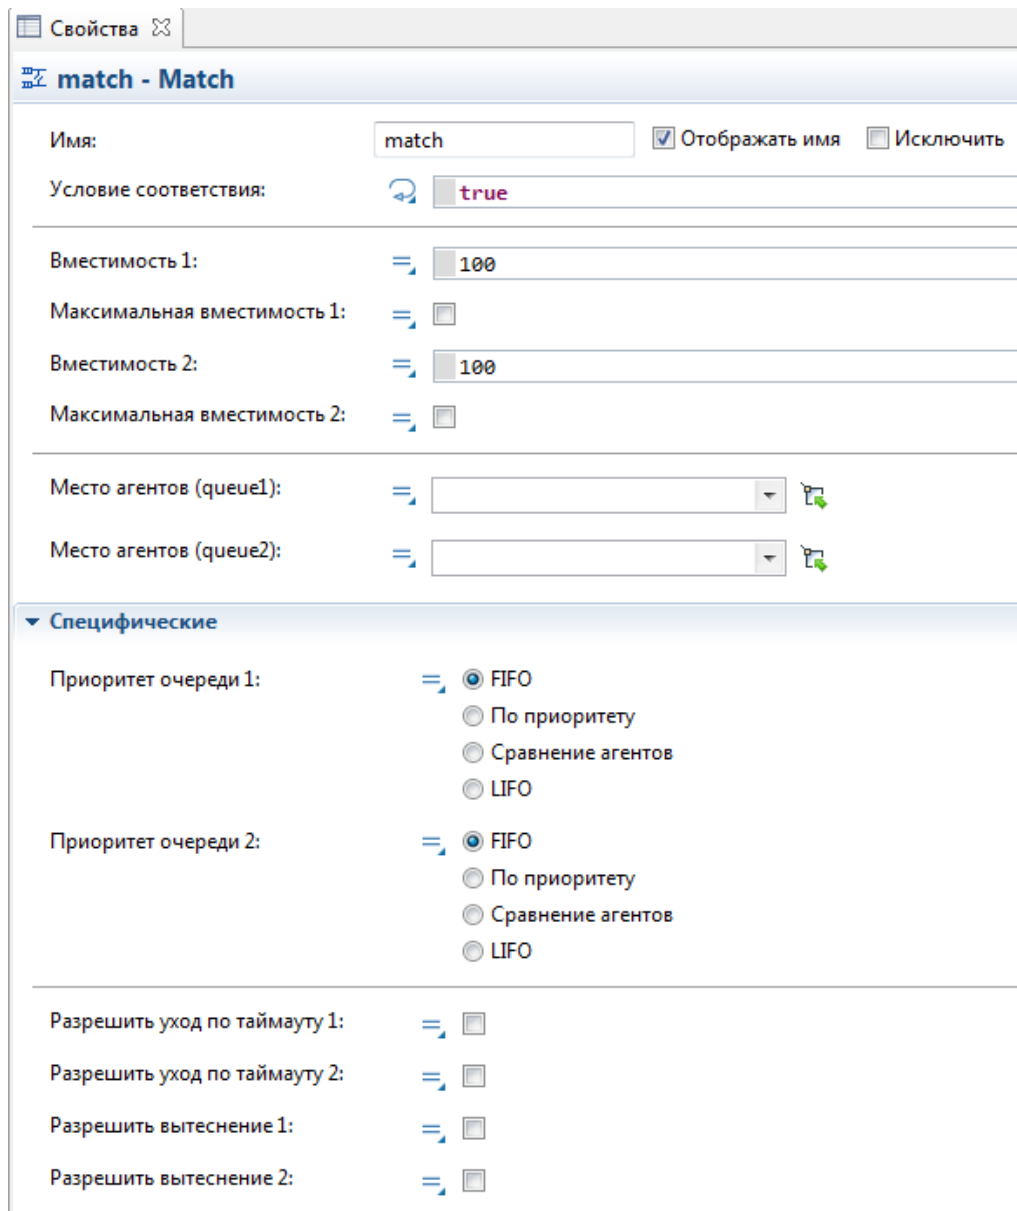 Свойства
match - Match
Имя: match Отображать имя Исключить
Условие соответствия: true
Вместимость 1: 100
Максимальная вместимость 1:
Вместимость 2: 100
Максимальная вместимость 2:
Место агентов (queue1):
Место агентов (queue2):
Специфические
Приоритет очереди 1: FIFO
По приоритету
Сравнение агентов
LIFO
Приоритет очереди 2: FIFO
По приоритету
Сравнение агентов
LIFO
Разрешить уход по таймауту 1:
Разрешить уход по таймауту 2:
Разрешить вытеснение 1:
Разрешить вытеснение 2: